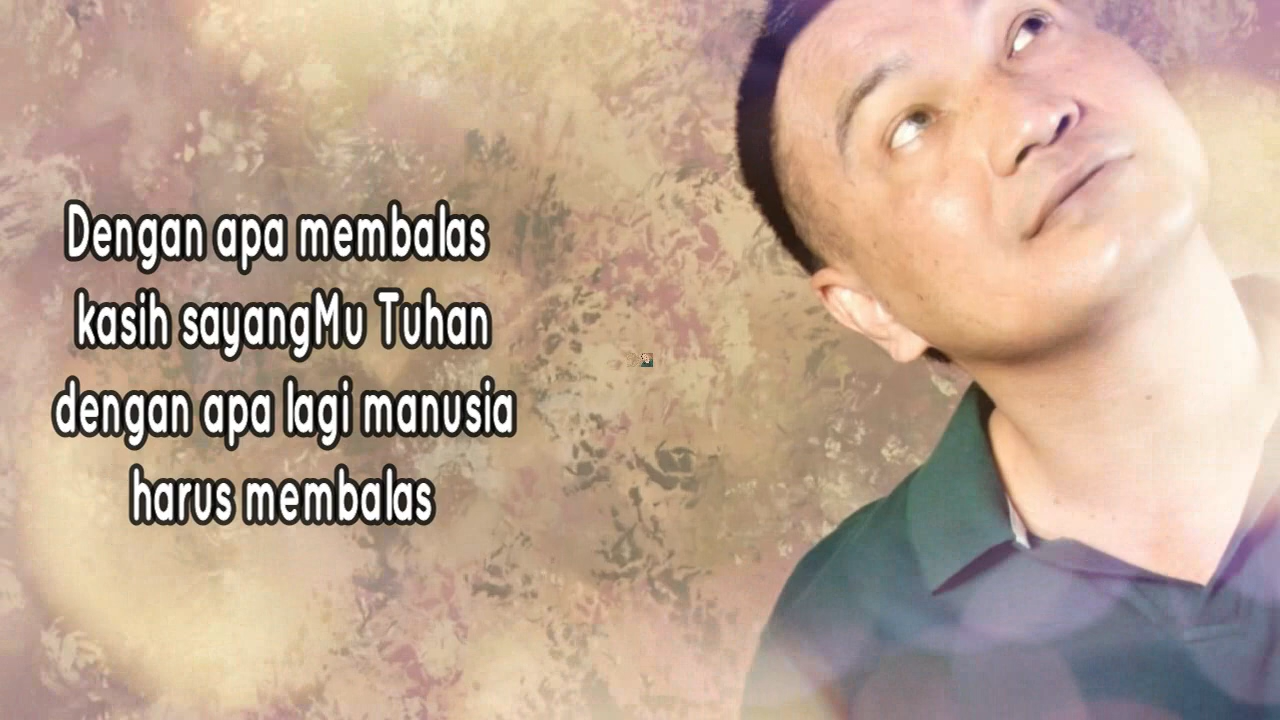 Dengan apa membalas
kasih sayangMu Tuhan
dengan apa lagi manusia
harus membalas